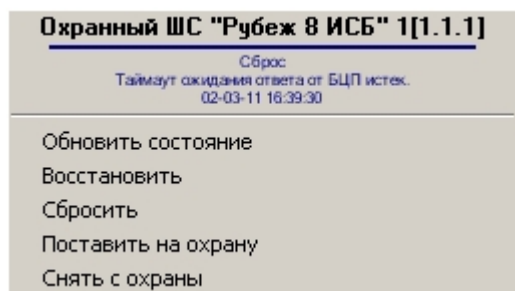 Охранный ШС "Рубеж 8 ИСБ" 1[1.1.1]
Сброс
Таймаут ожидания ответа от БЦП истек.
02-03-11 16:39:30
Обновить состояние
Восстановить
Сбросить
Поставить на охрану
Снять с охраны